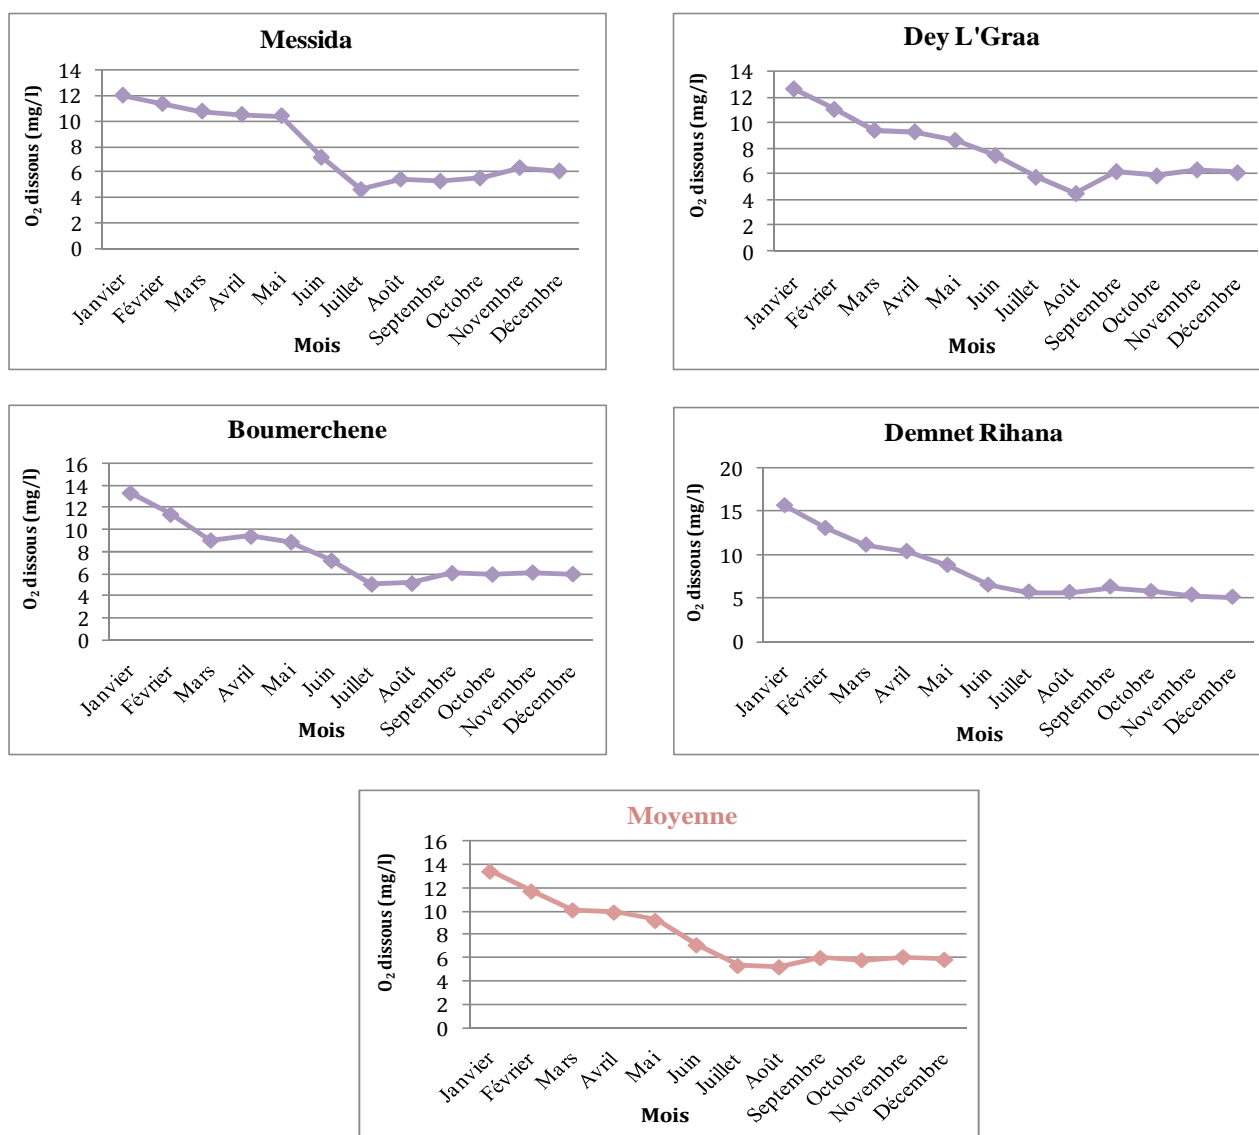 Messida
O₂ dissous (mg/l)
14
12
10
8
6
4
2
0
Janvier
Février
Mars
Avril
Mai
Juin
Juillet
Août
Septembre
Octobre
Novembre
Décembre
Mois
Dey L'Graa
O₂ dissous (mg/l)
14
12
10
8
6
4
2
0
Janvier
Février
Mars
Avril
Mai
Juin
Juillet
Août
Septembre
Octobre
Novembre
Décembre
Mois
Boumerchene
O₂ dissous (mg/l)
16
14
12
10
8
6
4
2
0
Janvier
Février
Mars
Avril
Mai
Juin
Juillet
Août
Septembre
Octobre
Novembre
Décembre
Mois
Demnet Rihana
O₂ dissous (mg/l)
20
15
10
5
0
Janvier
Février
Mars
Avril
Mai
Juin
Juillet
Août
Septembre
Octobre
Novembre
Décembre
Mois
Moyenne
O₂ dissous (mg/l)
16
14
12
10
8
6
4
2
0
Janvier
Février
Mars
Avril
Mai
Juin
Juillet
Août
Septembre
Octobre
Novembre
Décembre
Mois